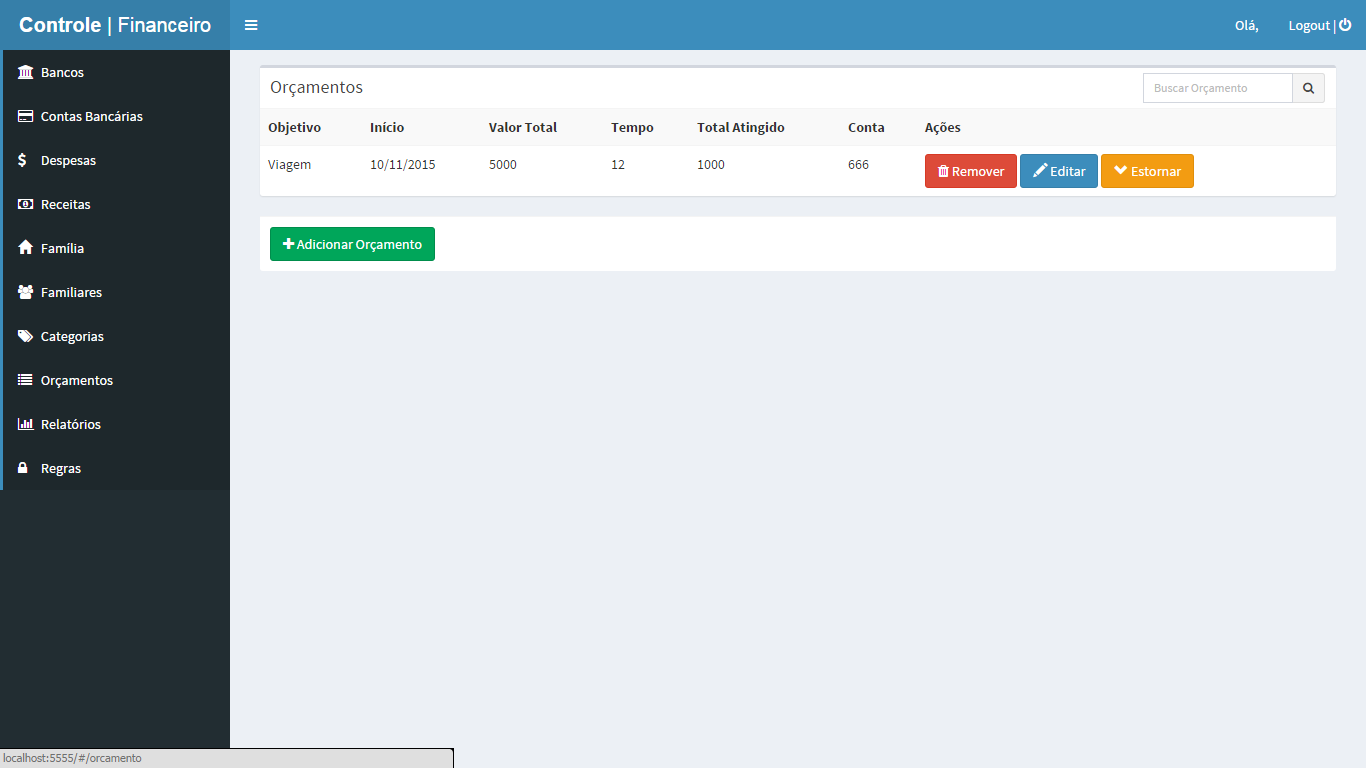 Controle | Financeiro
Olá, Logout |
Bancos
Contas Bancárias
Despesas
Receitas
Família
Familiares
Categorias
Orçamentos
Relatórios
Regras
Orçamentos Buscar Orçamento
Objetivo Início Valor Total Tempo Total Atingido Conta Ações
Viagem 10/11/2015 5000 12 1000 666 Remover Editar Estornar
Adicionar Orçamento
localhost:5555/#/orcamento